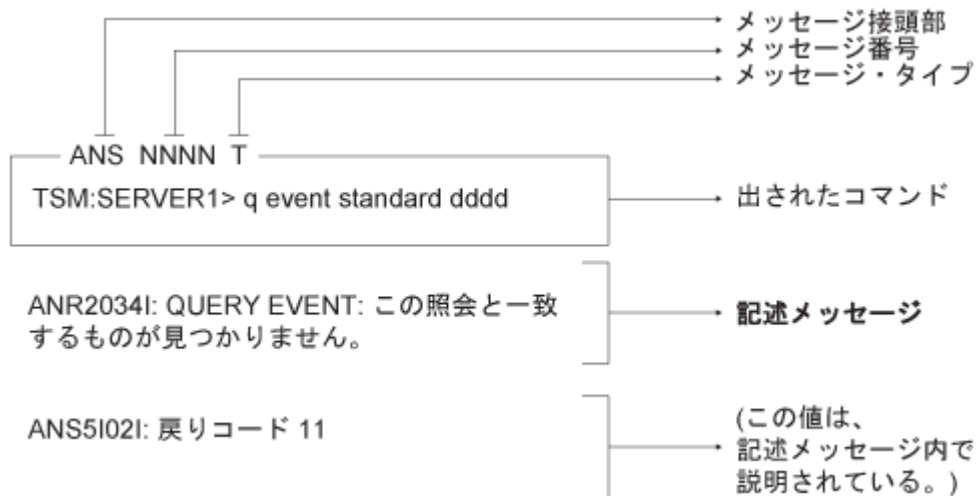 メッセージ接頭部
メッセージ番号
メッセージ・タイプ
ANS NNNN T
TSM:SERVER1> q event standard dddd
出されたコマンド
ANR2034I: QUERY EVENT: この照会と一致
するものが見つかりません。
記述メッセージ
ANS5I02I: 戻りコード 11
(この値は、
記述メッセージ内で
説明されている。)